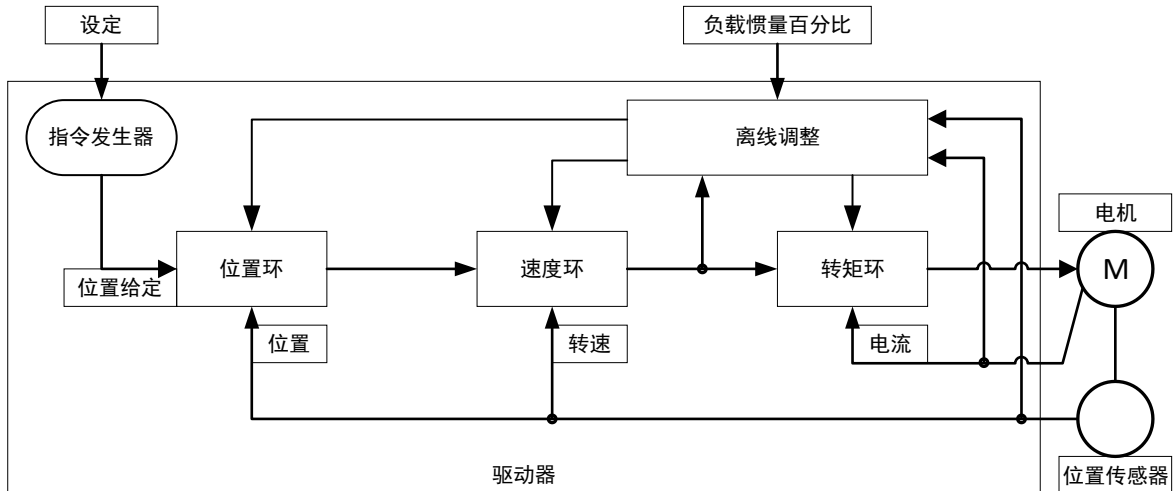 设定
负载惯量百分比
指令发生器
离线调整
电机
位置环
速度环
转矩环
M
位置给定
位置
转速
电流
驱动器
位置传感器